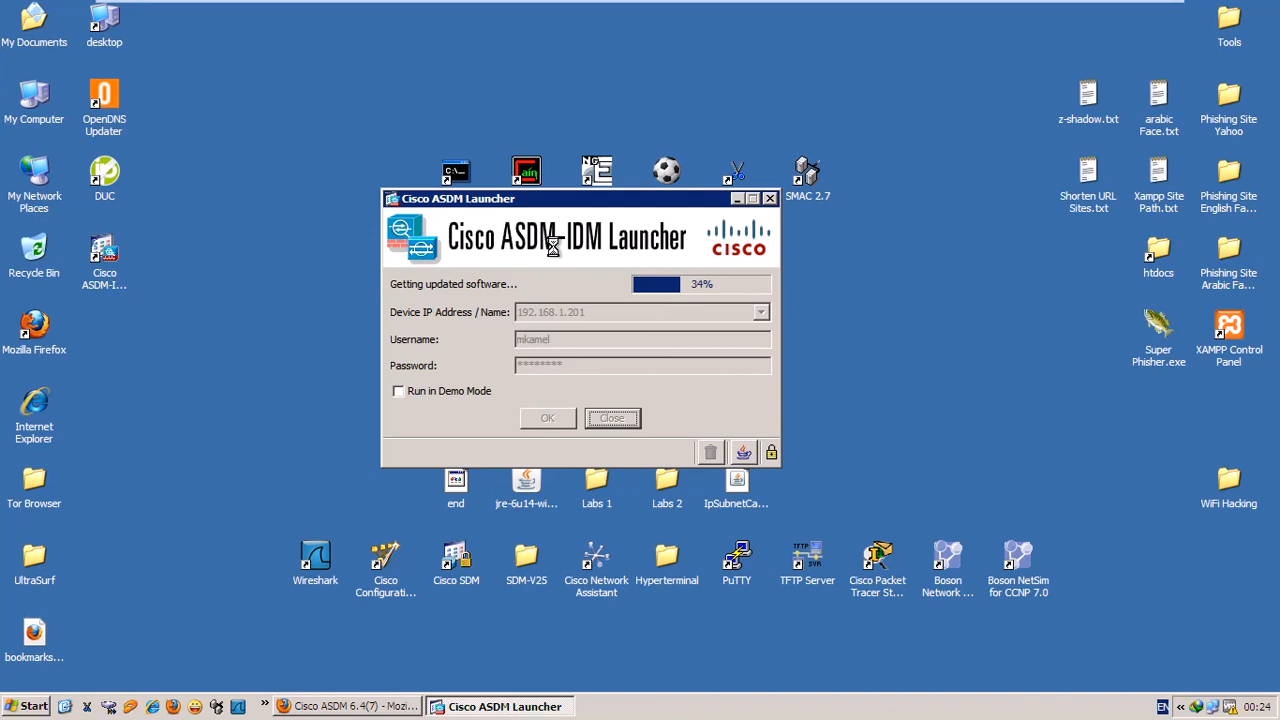 My Documents
desktop
Tools
My Computer
OpenDNS
Updater
z-shadow.txt
arabic
Face.txt
Phishing Site
Yahoo
My Network
Places
DUC
C:\_
Cain
SMAC 2.7
Shorten URL
Sites.txt
Xampp Site
Path.txt
Phishing Site
English Fa...
Cisco ASDM Launcher
Cisco ASDM-IDM Launcher
CISCO
Recycle Bin
Cisco
ASDM-I...
htdocs
Phishing Site
Arabic Fa...
Getting updated software...
34%
Device IP Address / Name:
192.168.1.201
Username:
mkamel
Password:
********
Run in Demo Mode
OK
Close
Mozilla Firefox
Super
Phisher.exe
XAMPP Control
Panel
Internet
Explorer
Tor Browser
end
jre-6u14-wi...
Labs 1
Labs 2
IpSubnetCa...
WiFi Hacking
UltraSurf
Wireshark
Cisco
Configurati...
Cisco SDM
SDM-V25
Cisco Network
Assistant
Hyperterminal
PuTTY
TFTP Server
Cisco Packet
Tracer St...
Boson
Network ...
Boson NetSim
for CCNP 7.0
bookmarks...
Start
Cisco ASDM 6.4(7) - Mozi...
Cisco ASDM Launcher
EN
00:24